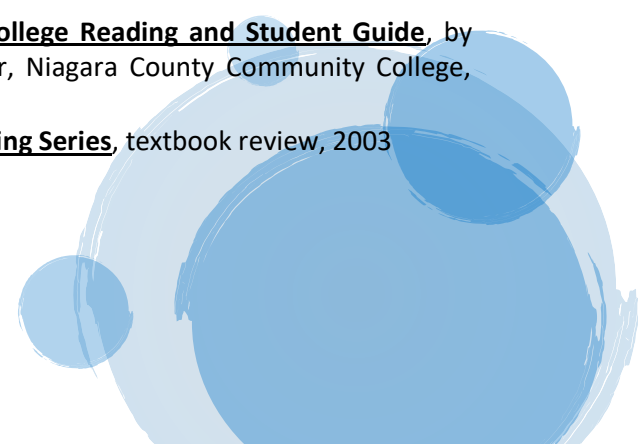 ollege Reading and Student Guide, by
r, Niagara County Community College,
ing Series, textbook review, 2003